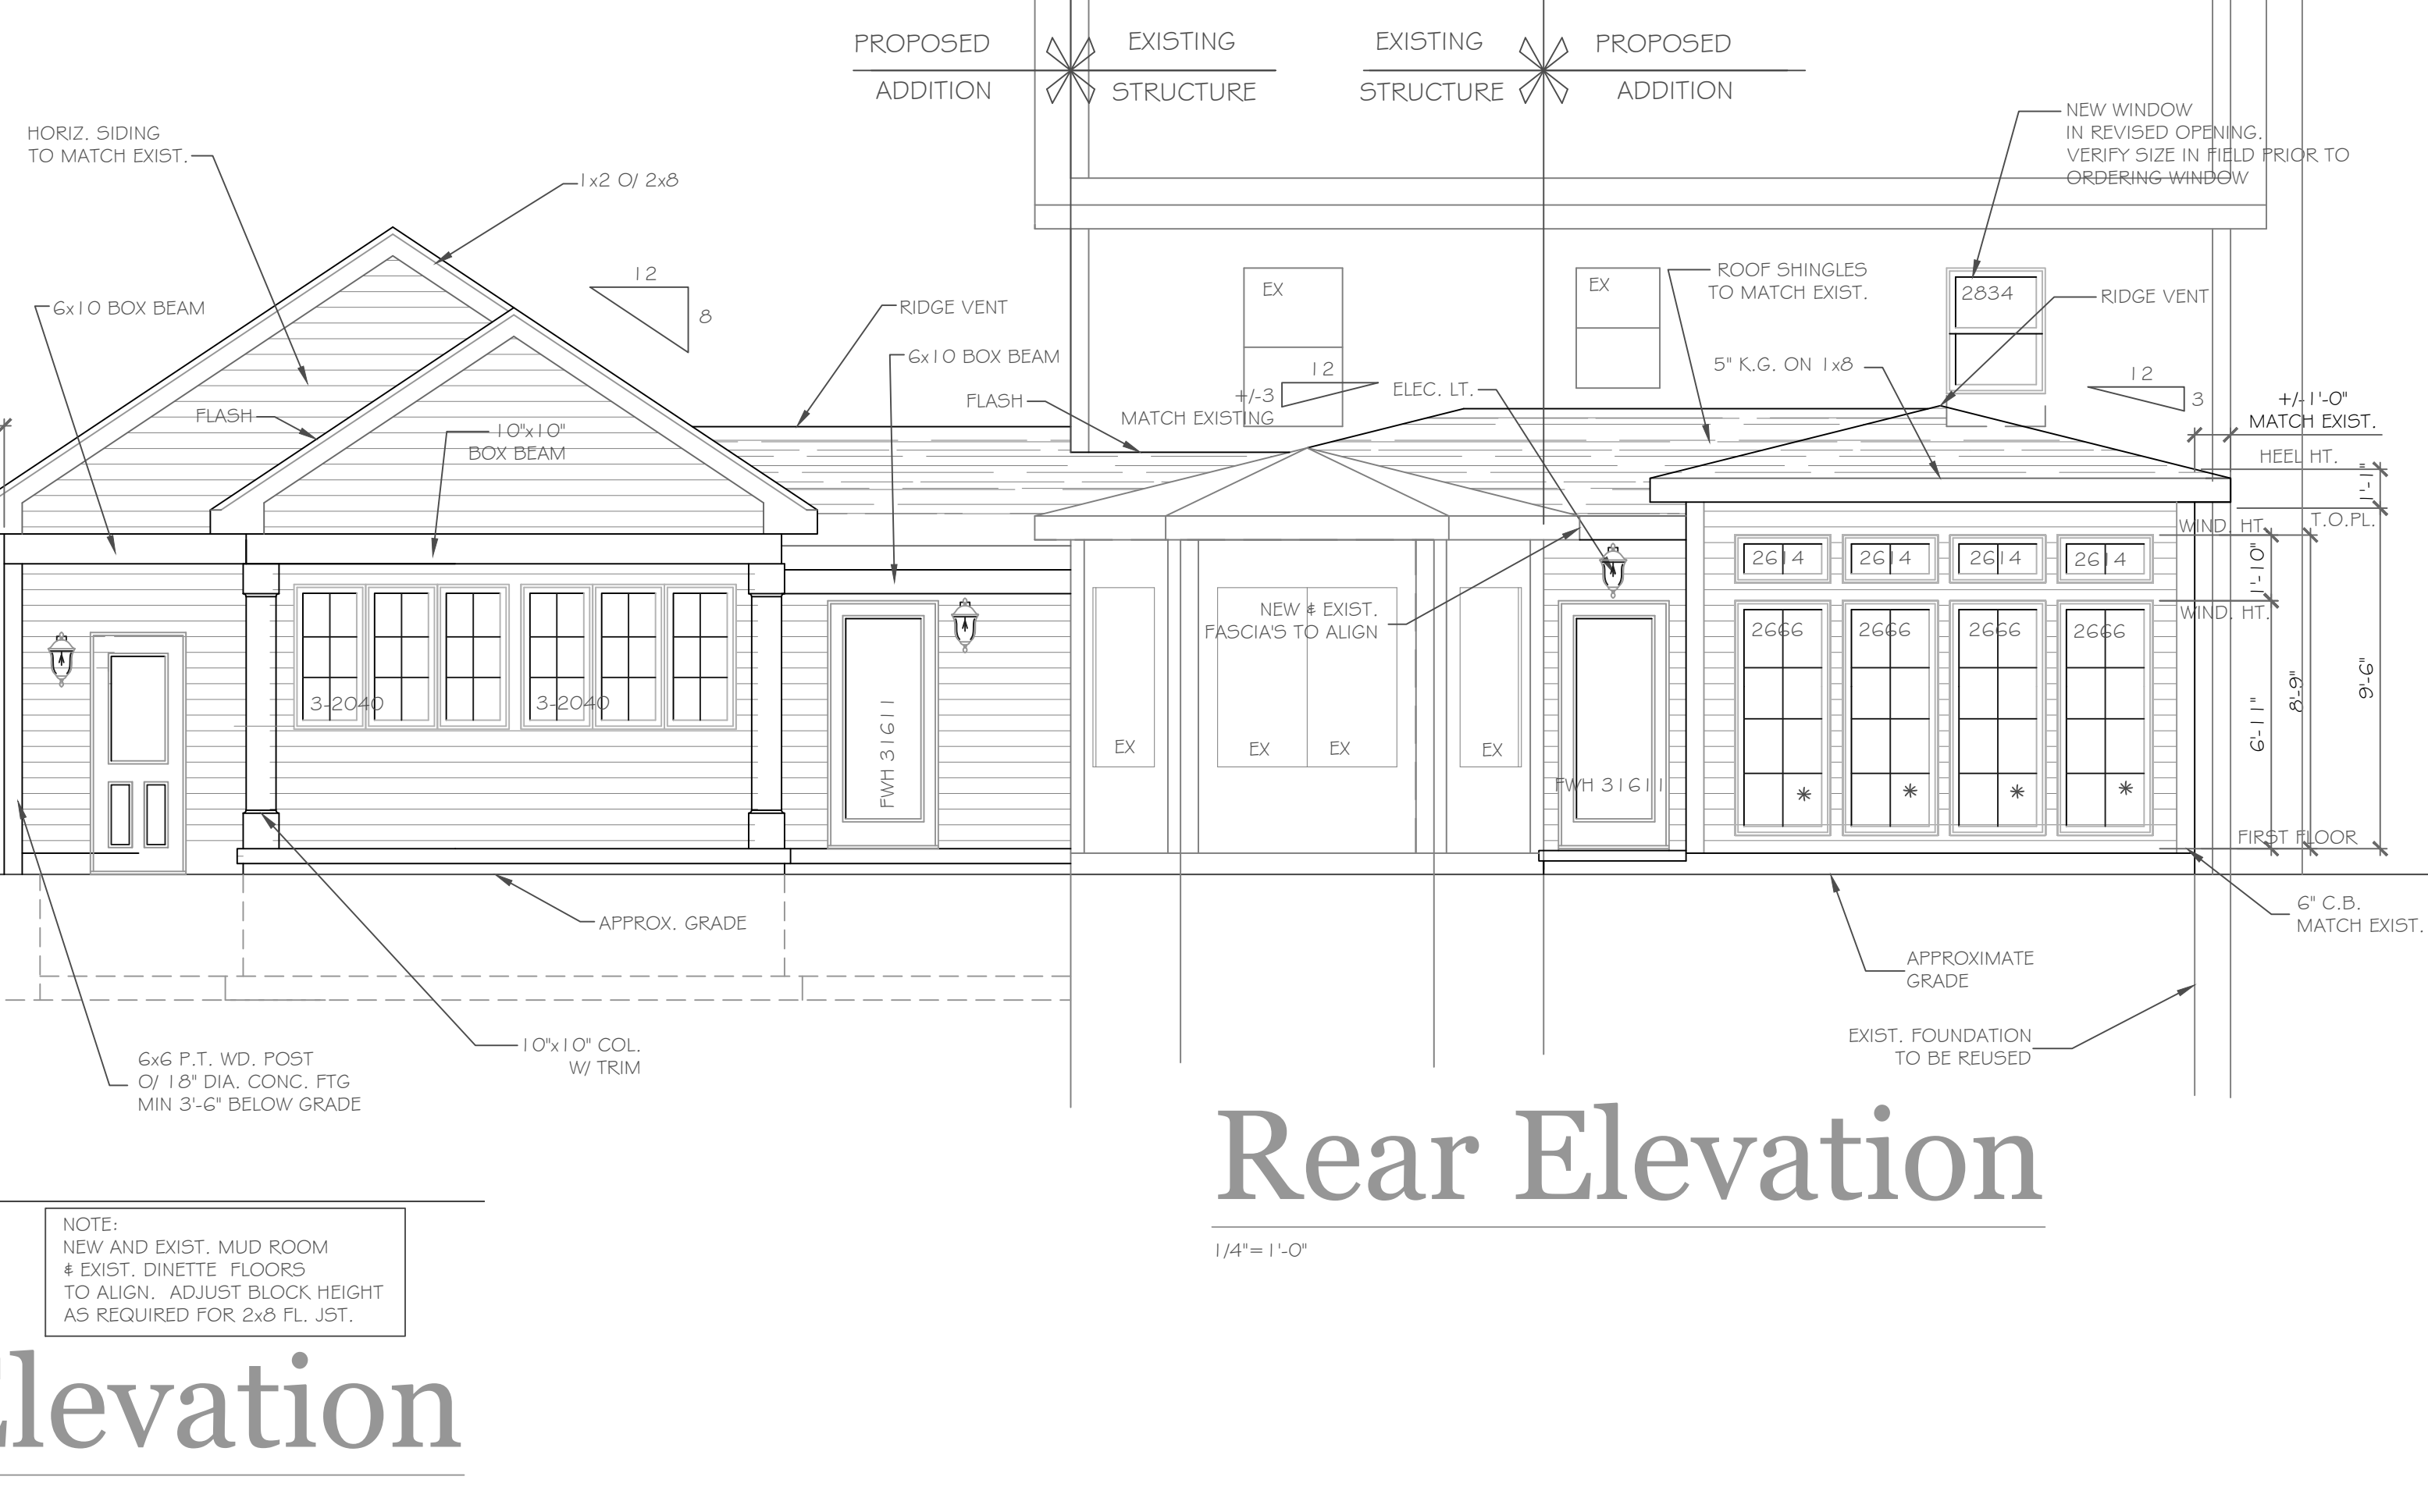 PROPOSED
ADDITION
EXISTING
STRUCTURE
EXISTING
STRUCTURE
PROPOSED
ADDITION
NEW WINDOW
IN REVISED OPENING.
VERIFY SIZE IN FIELD PRIOR TO
ORDERING WINDOW
HORIZ. SIDING
TO MATCH EXIST.
1x2 O/ 2x8
12
8
6x10 BOX BEAM
RIDGE VENT
6x10 BOX BEAM
FLASH
FLASH
10"x10"
BOX BEAM
EX
12
+/-3
MATCH EXISTING
ELEC. LT.
EX
ROOF SHINGLES
TO MATCH EXIST.
5" K.G. ON 1x8
2834
RIDGE VENT
12
3
+/-1'-0"
MATCH EXIST.
HEEL HT.
1'-1"
T.O.PL.
WIND. HT.
1'-10"
WIND. HT.
2614
2614
2614
2614
2666
2666
2666
2666
6'-11"
8'-9"
9'-6"
FIRST FLOOR
3-2040
3-2040
FWH 31611
NEW & EXIST.
FASCIA'S TO ALIGN
EX
EX
EX
EX
FWH 31611
6" C.B.
MATCH EXIST.
APPROX. GRADE
APPROXIMATE
GRADE
EXIST. FOUNDATION
TO BE REUSED
10"x10" COL.
W/ TRIM
6x6 P.T. WD. POST
O/ 18" DIA. CONC. FTG
MIN 3'-6" BELOW GRADE
Rear Elevation
1/4"=1'-0"
NOTE:
NEW AND EXIST. MUD ROOM
& EXIST. DINETTE FLOORS
TO ALIGN. ADJUST BLOCK HEIGHT
AS REQUIRED FOR 2x8 FL. JST.
Elevation